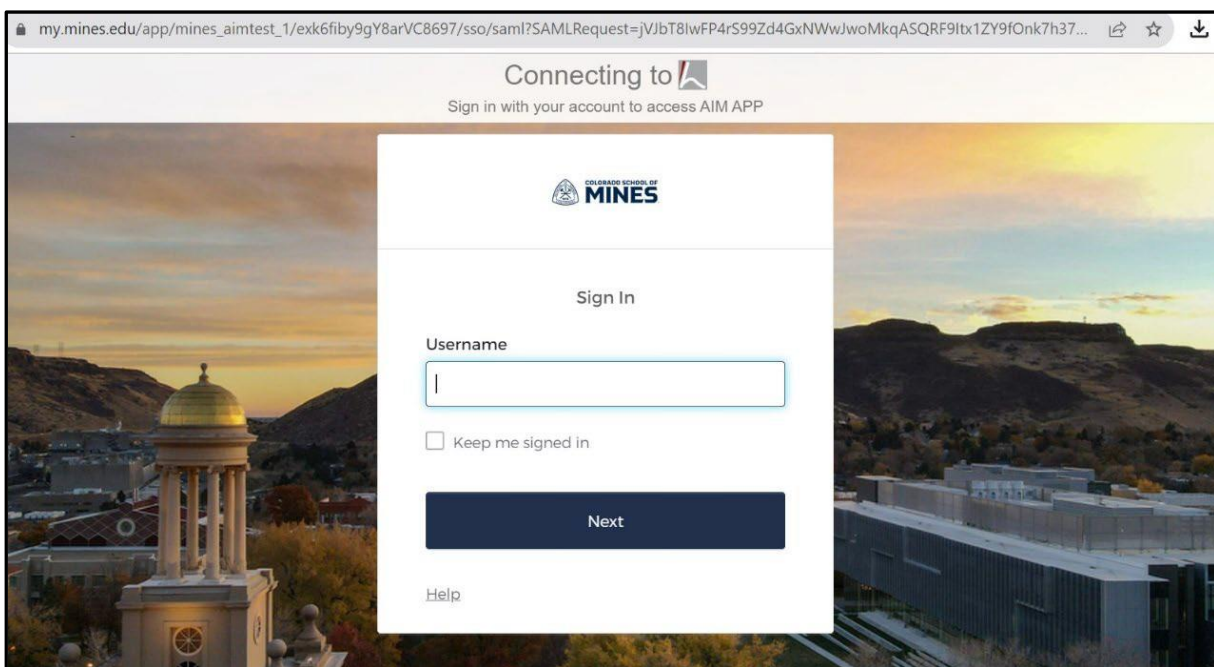 my.mines.edu/app/mines_aimtest_1/exk6fiby9gY8arVC8697/sso/saml?SAMLRequest=jVJbT8IwFP4rS99Zd4GxNWwJwoMkqASQRF9Itx1ZY9fOnk7h37...
Connecting to
Sign in with your account to access AIM APP
COLORADO SCHOOL OF
MINES
Sign In
Username
Keep me signed in
Next
Help